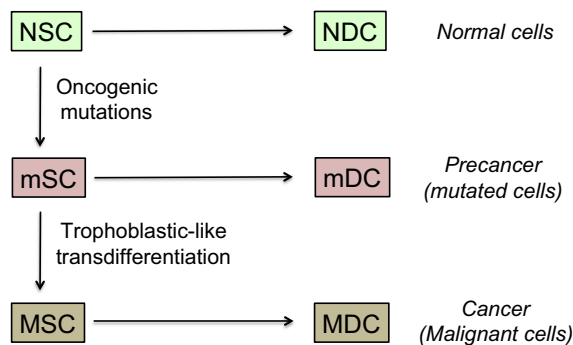 NSC
NDC
Normal cells
Oncogenic
mutations
mSC
mDC
Precancer
(mutated cells)
Trophoblastic-like
transdifferentiation
MSC
MDC
Cancer
(Malignant cells)